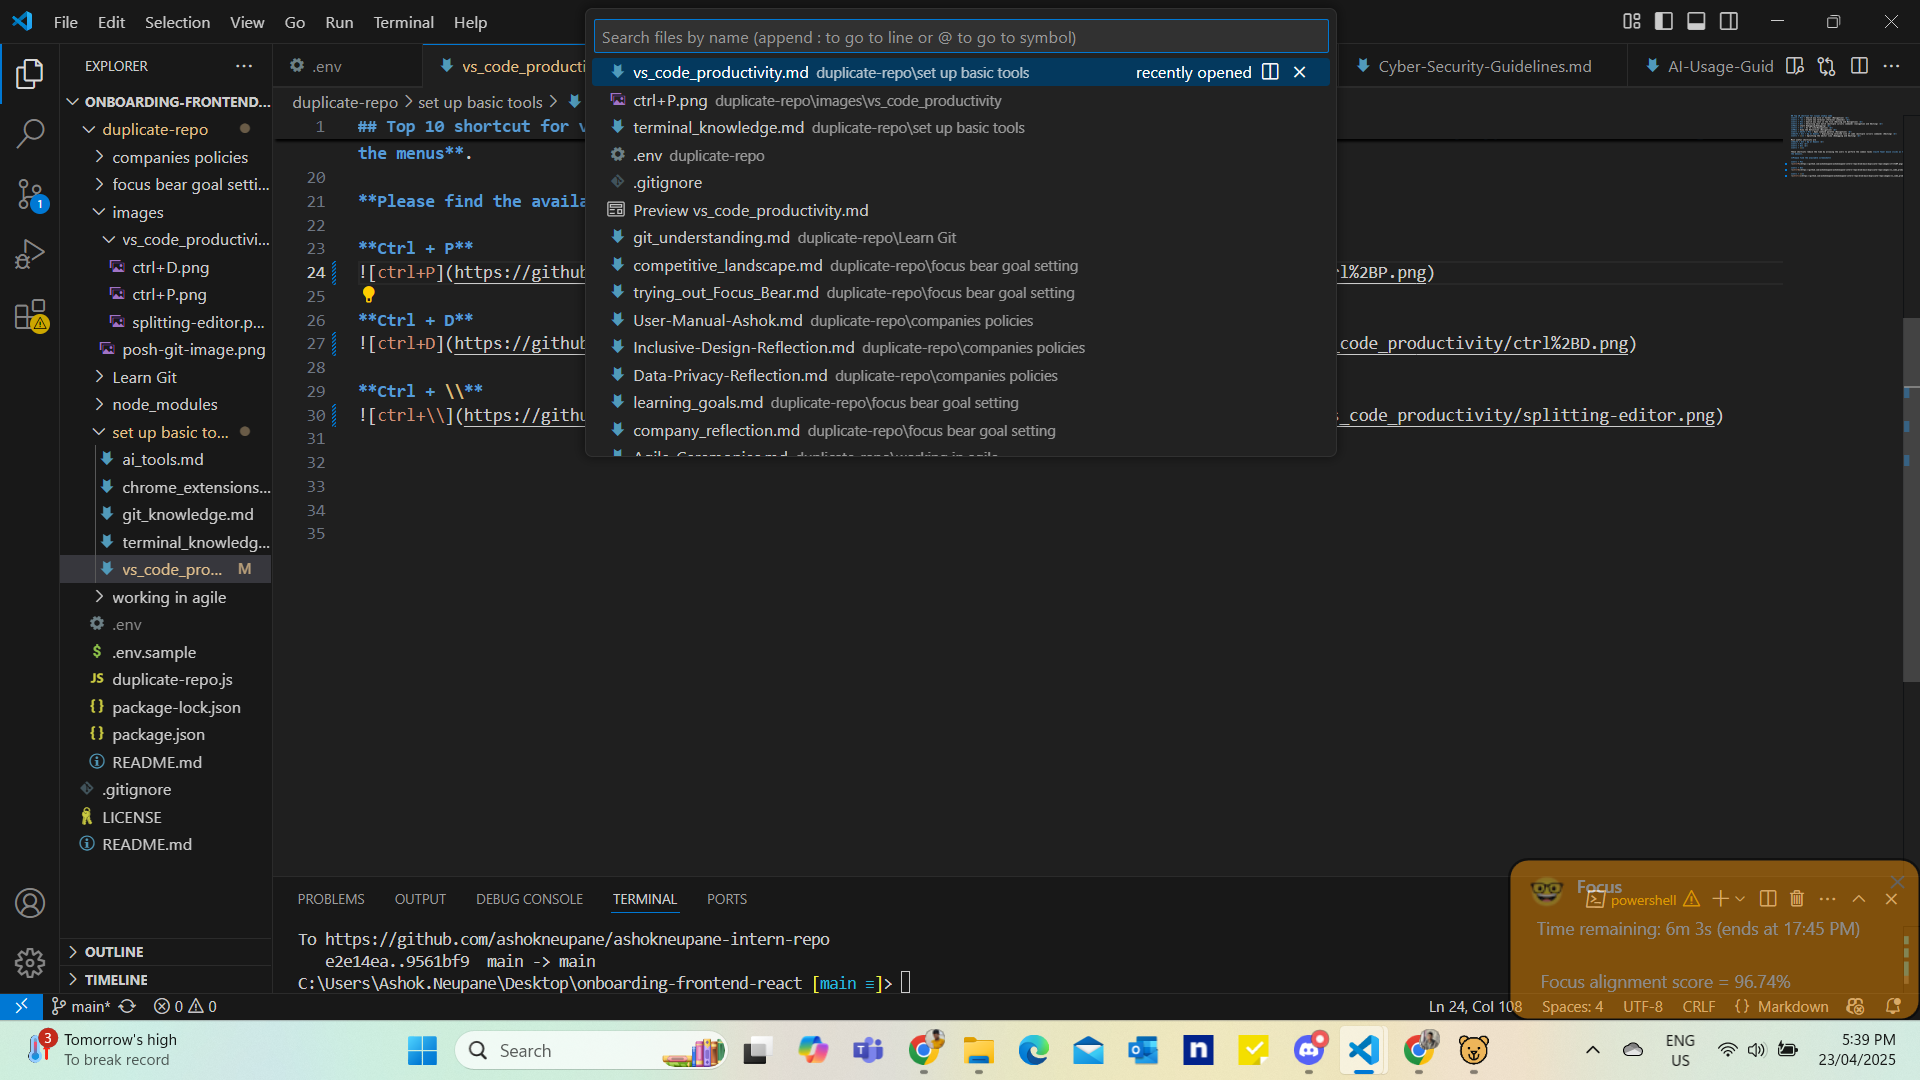 File Edit Selection View Go Run Terminal Help
Search files by name (append : to go to line or @ to go to symbol)
vs_code_productivity.md duplicate-repo\set up basic tools recently opened
ctrl+P.png duplicate-repo\images\vs_code_productivity
terminal_knowledge.md duplicate-repo\set up basic tools
.env duplicate-repo
.gitignore
Preview vs_code_productivity.md
git_understanding.md duplicate-repo\Learn Git
competitive_landscape.md duplicate-repo\focus bear goal setting
trying_out_Focus_Bear.md duplicate-repo\focus bear goal setting
User-Manual-Ashok.md duplicate-repo\companies policies
Inclusive-Design-Reflection.md duplicate-repo\companies policies
Data-Privacy-Reflection.md duplicate-repo\companies policies
learning_goals.md duplicate-repo\focus bear goal setting
company_reflection.md duplicate-repo\focus bear goal setting
EXPLORER
ONBOARDING-FRONTEND...
duplicate-repo
companies policies
focus bear goal setti...
images
vs_code_productivi...
ctrl+D.png
ctrl+P.png
splitting-editor.p...
posh-git-image.png
Learn Git
node_modules
set up basic to...
ai_tools.md
chrome_extensions...
git_knowledge.md
terminal_knowledg...
vs_code_pro... M
working in agile
.env
.env.sample
JS duplicate-repo.js
{} package-lock.json
{} package.json
README.md
.gitignore
LICENSE
README.md
OUTLINE
TIMELINE
1
.env
vs_code_producti
Cyber-Security-Guidelines.md
AI-Usage-Guid
duplicate-repo > set up basic tools >
1 ## Top 10 shortcut for v
the menus**.
20
21 **Please find the availa
22
23 **Ctrl + P**
24 ![ctrl+P](https://github rl%2BP.png)
25
26 **Ctrl + D**
27 ![ctrl+D](https://github _code_productivity/ctrl%2BD.png)
28
29 **Ctrl + \\**
30 ![ctrl+\\](https://githu s_code_productivity/splitting-editor.png)
31
32
33
34
35
PROBLEMS OUTPUT DEBUG CONSOLE TERMINAL PORTS
powershell
To https://github.com/ashokneupane/ashokneupane-intern-repo
e2e14ea..9561bf9 main -> main
C:\Users\Ashok.Neupane\Desktop\onboarding-frontend-react [main ≡]>
Focus
Time remaining: 6m 3s (ends at 17:45 PM)
Focus alignment score = 96.74%
main* 0 0
Ln 24, Col 108 Spaces: 4 UTF-8 CRLF {} Markdown
3
Tomorrow's high
To break record
Search
ENG
US
5:39 PM
23/04/2025